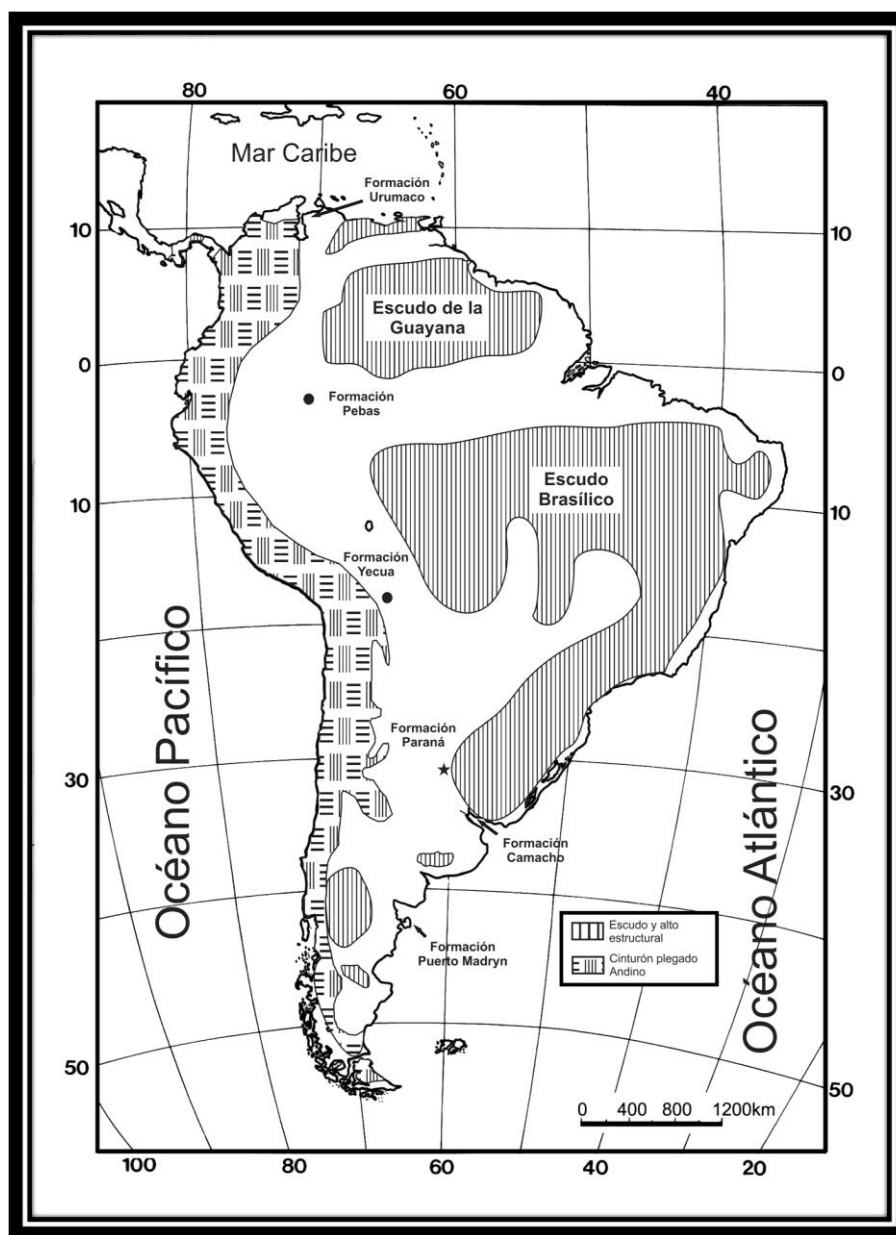 80
60
40
Mar Caribe
Formación
Urumaco
10
10
Escudo de la
Guayana
0
0
Formación
Pebas
Escudo
Brasílico
10
10
Formación
Yecua
Océano Pacífico
Formación
Paraná
30
30
Océano Atlántico
Formación
Camacho
Escudo y alto
estructural
Formación
Puerto Madryn
Cinturón plegado
Andino
50
50
0 400 800 1200km
100
80
60
40
20